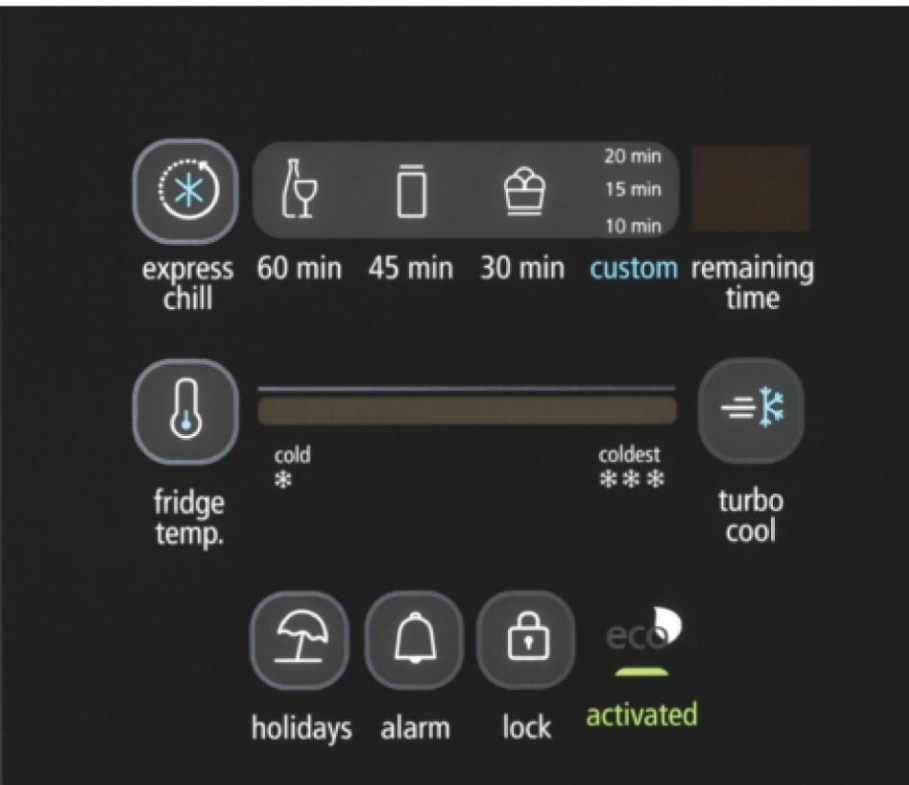 20 min
15 min
10 min
express chill
60 min
45 min
30 min
custom
remaining time
cold
coldest
fridge temp.
turbo cool
eco
holidays
alarm
lock
activated